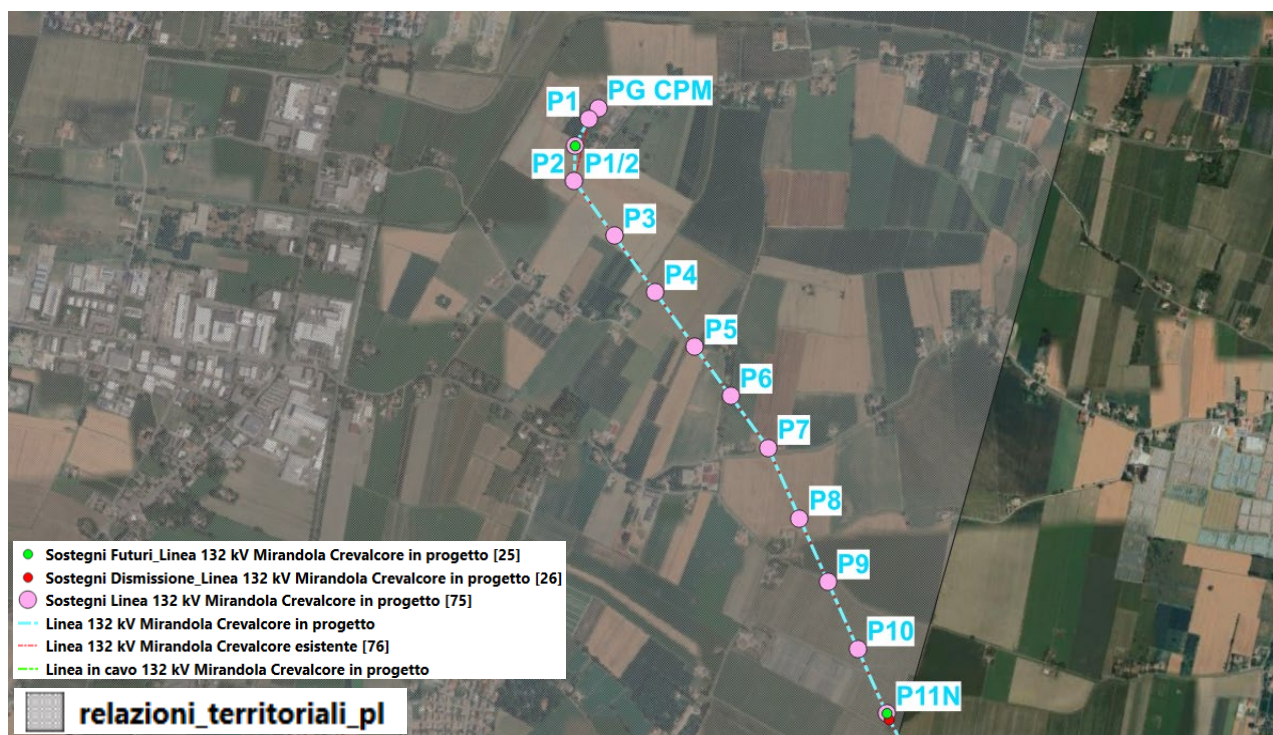 PG CPM
P1
P2
P1/2
P3
P4
P5
P6
P7
P8
P9
P10
P11N
Sostegni Futuri_Linea 132 kV Mirandola Crevalcore in progetto [25]
Sostegni Dismissione_Linea 132 kV Mirandola Crevalcore in progetto [26]
Sostegni Linea 132 kV Mirandola Crevalcore in progetto [75]
Linea 132 kV Mirandola Crevalcore in progetto
Linea 132 kV Mirandola Crevalcore esistente [76]
Linea in cavo 132 kV Mirandola Crevalcore in progetto
relazioni_territoriali_pl